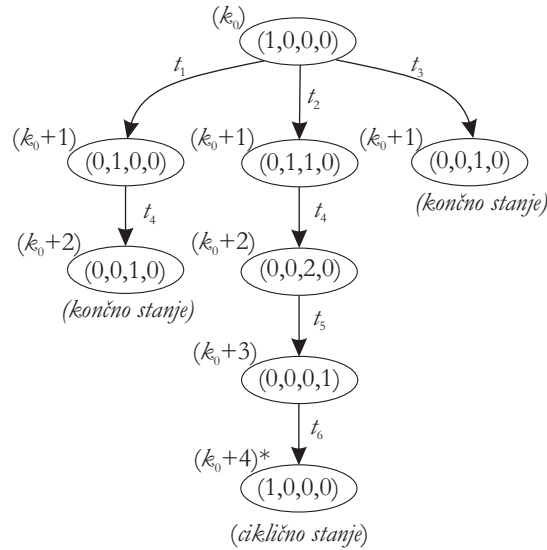 (k₀)
(1,0,0,0)
t₁
t₂
t₃
(k₀+1)
(0,1,0,0)
(k₀+1)
(0,1,1,0)
(k₀+1)
(0,0,1,0)
(končno stanje)
t₄
t₄
(k₀+2)
(0,0,1,0)
(končno stanje)
(k₀+2)
(0,0,2,0)
t₅
(k₀+3)
(0,0,0,1)
t₆
(k₀+4)*
(1,0,0,0)
(ciklično stanje)